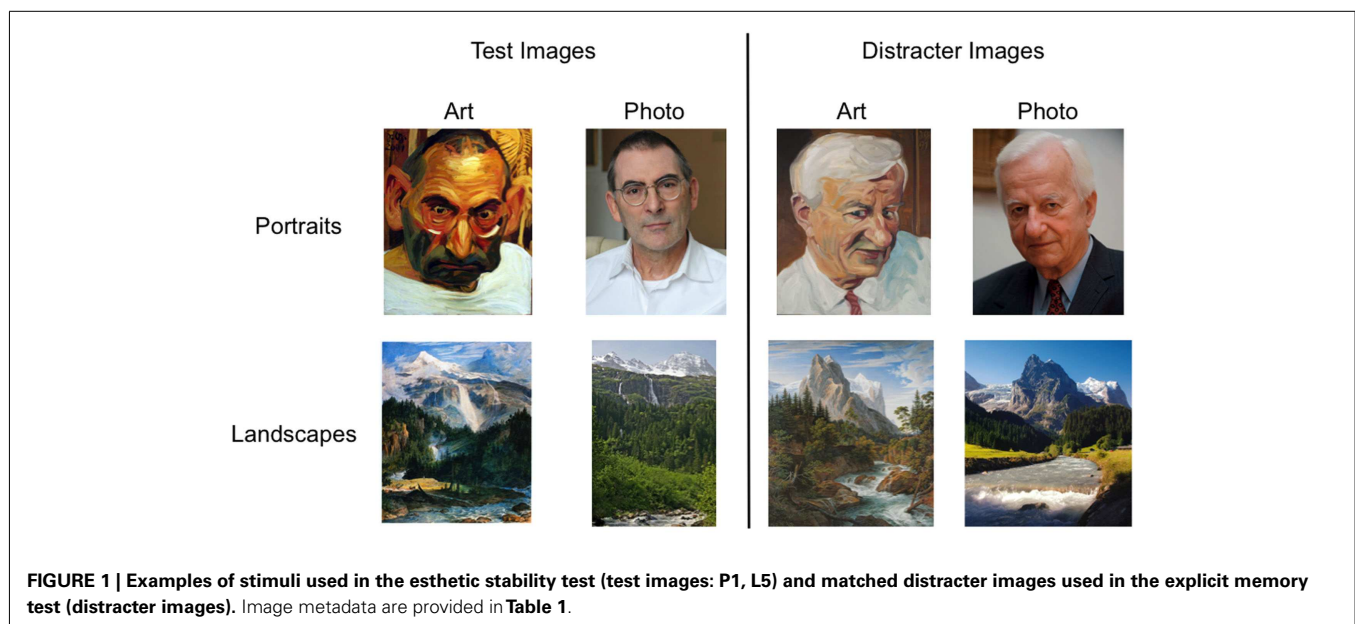 Test Images
Distracter Images
Art
Photo
Art
Photo
Portraits
Landscapes
FIGURE 1 | Examples of stimuli used in the esthetic stability test (test images: P1, L5) and matched distracter images used in the explicit memory
test (distracter images). Image metadata are provided in Table 1.